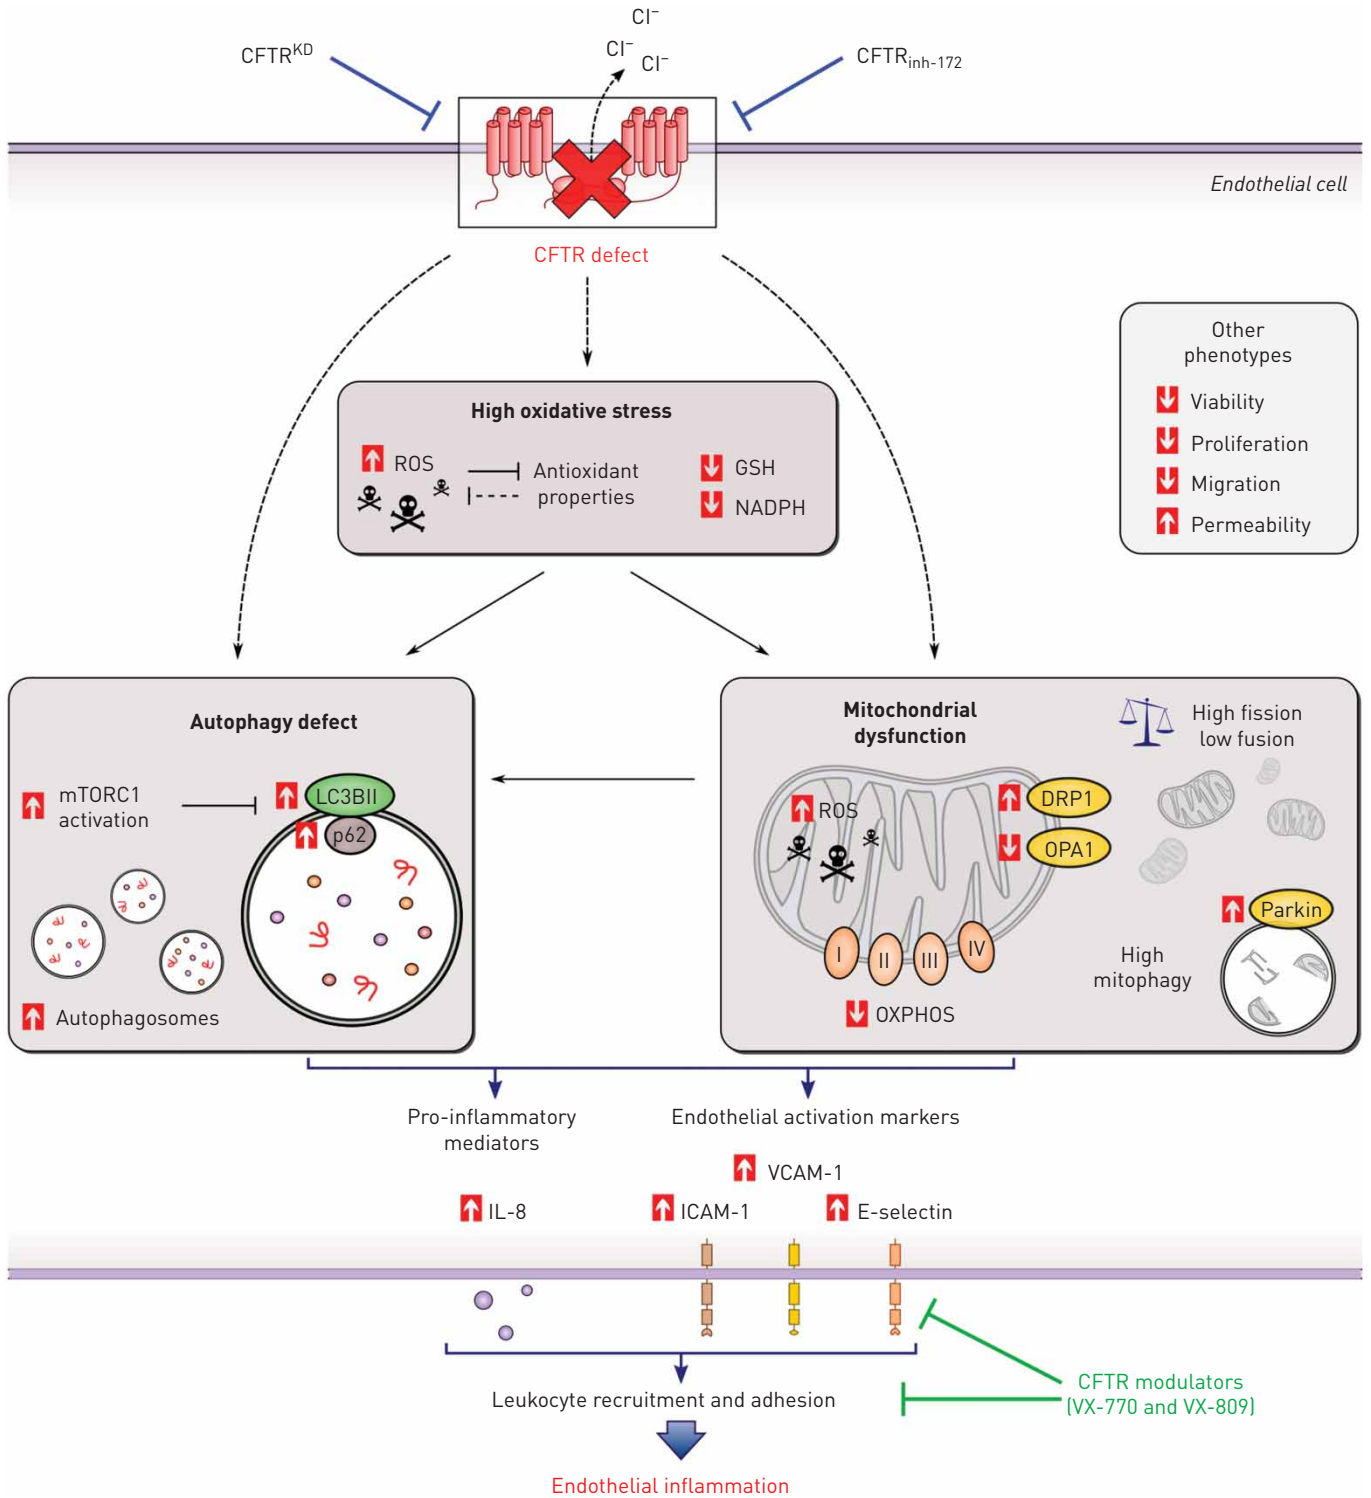 Cl⁻
Cl⁻
Cl⁻
CFTRᴷᴰ
CFTRinh-172
Endothelial cell
CFTR defect
Other
phenotypes
Viability
Proliferation
Migration
Permeability
High oxidative stress
ROS
Antioxidant
properties
GSH
NADPH
Autophagy defect
mTORC1
activation
LC3BII
p62
Autophagosomes
Mitochondrial
dysfunction
High fission
low fusion
ROS
DRP1
OPA1
I
II
III
IV
OXPHOS
Parkin
High
mitophagy
Pro-inflammatory
mediators
Endothelial activation markers
VCAM-1
IL-8
ICAM-1
E-selectin
CFTR modulators
(VX-770 and VX-809)
Leukocyte recruitment and adhesion
Endothelial inflammation